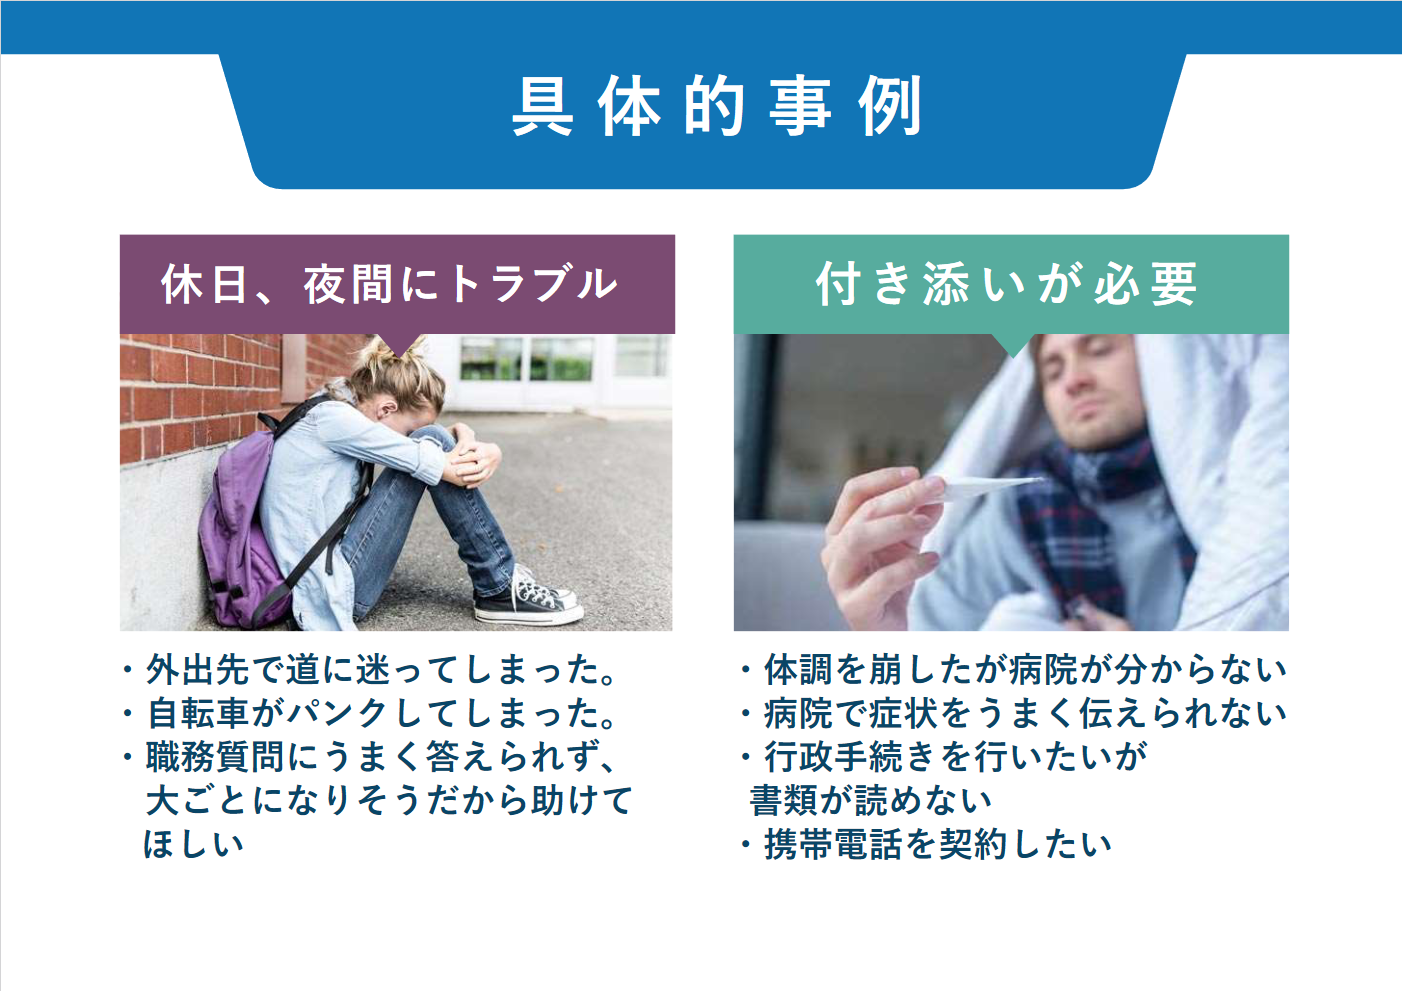 具体的事例
休日、夜間にトラブル
・外出先で道に迷ってしまった。
・自転車がパンクしてしまった。
・職務質問にうまく答えられず、
大ごとになりそうだから助けて
ほしい
付き添いが必要
・体調を崩したが病院が分からない
・病院で症状をうまく伝えられない
・行政手続きを行いたいが
書類が読めない
・携帯電話を契約したい